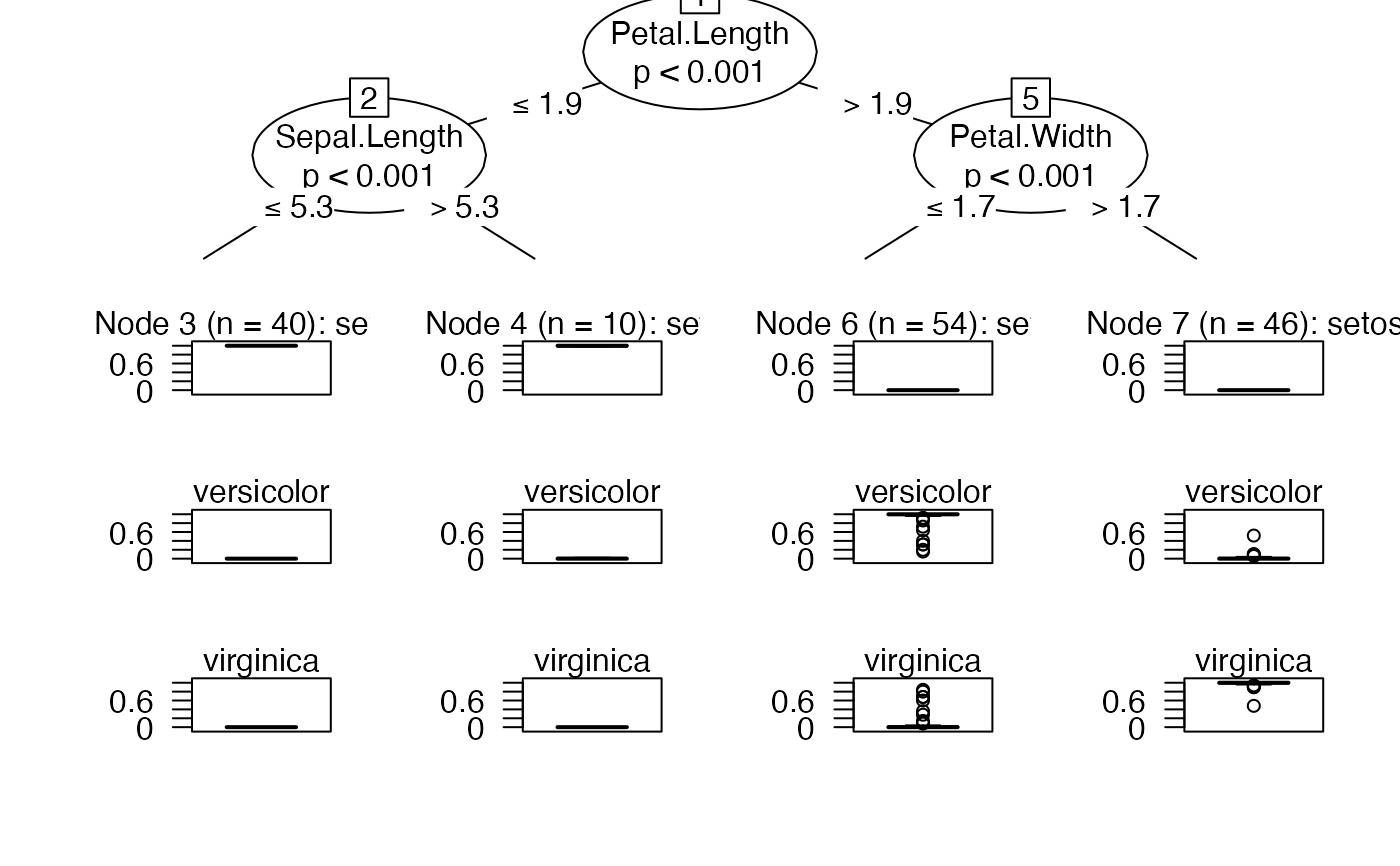 1
Petal.Length
p < 0.001
≤ 1.9
> 1.9
2
Sepal.Length
p < 0.001
5
Petal.Width
p < 0.001
≤ 5.3
> 5.3
≤ 1.7
> 1.7
Node 3 (n = 40): se
Node 4 (n = 10): se
Node 6 (n = 54): se
Node 7 (n = 46): setos
0.6
0
0.6
0
0.6
0
0.6
0
versicolor
versicolor
versicolor
versicolor
0.6
0
0.6
0
0.6
0
0.6
0
virginica
virginica
virginica
virginica
0.6
0
0.6
0
0.6
0
0.6
0